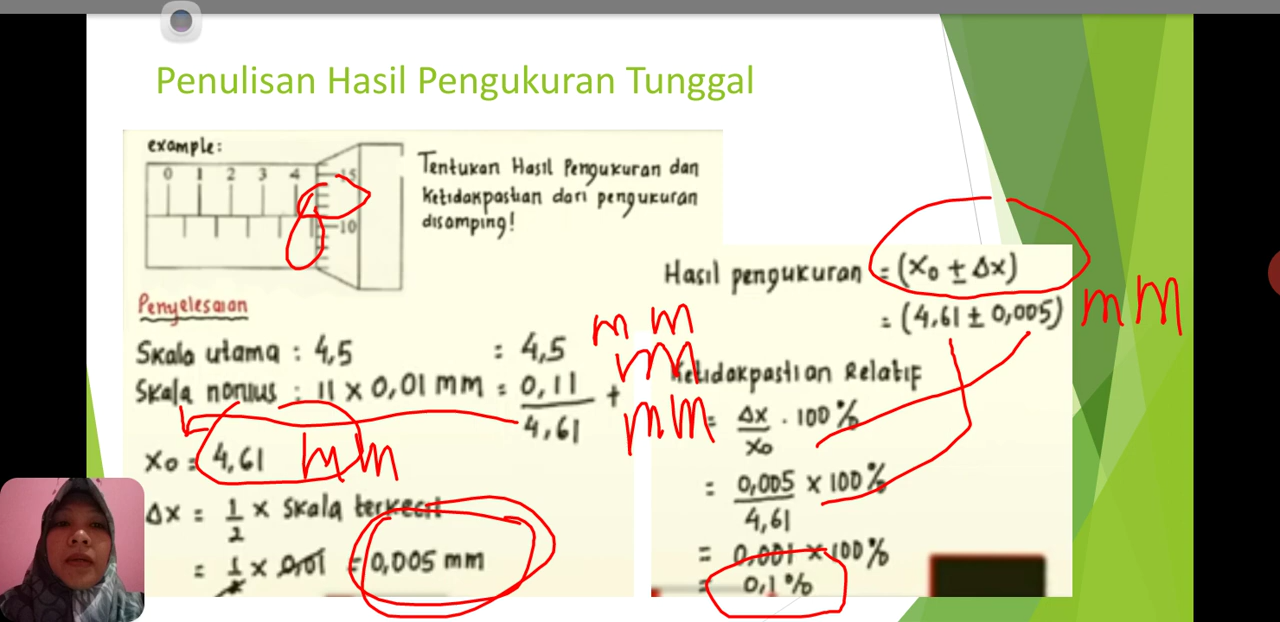 Penulisan Hasil Pengukuran Tunggal
example:
0 1 2 3 4
15
10
Tentukan Hasil Pengukuran dan
Ketidakpastian dari pengukuran
disamping!
Penyelesaian
Skala utama : 4,5 = 4,5 mm
Skala nonius : 11 x 0,01 mm = 0,11 + mm
4,61 mm
x₀ = 4,61 mm
Δx = 1/2 x skala terkecil
= 1/2 x 0,01 = 0,005 mm
Hasil pengukuran = (x₀ ± Δx)
= (4,61 ± 0,005) mm
Ketidakpastian Relatif
= Δx/x₀ . 100%
= 0,005/4,61 x 100%
= 0,001 x 100%
= 0,1%